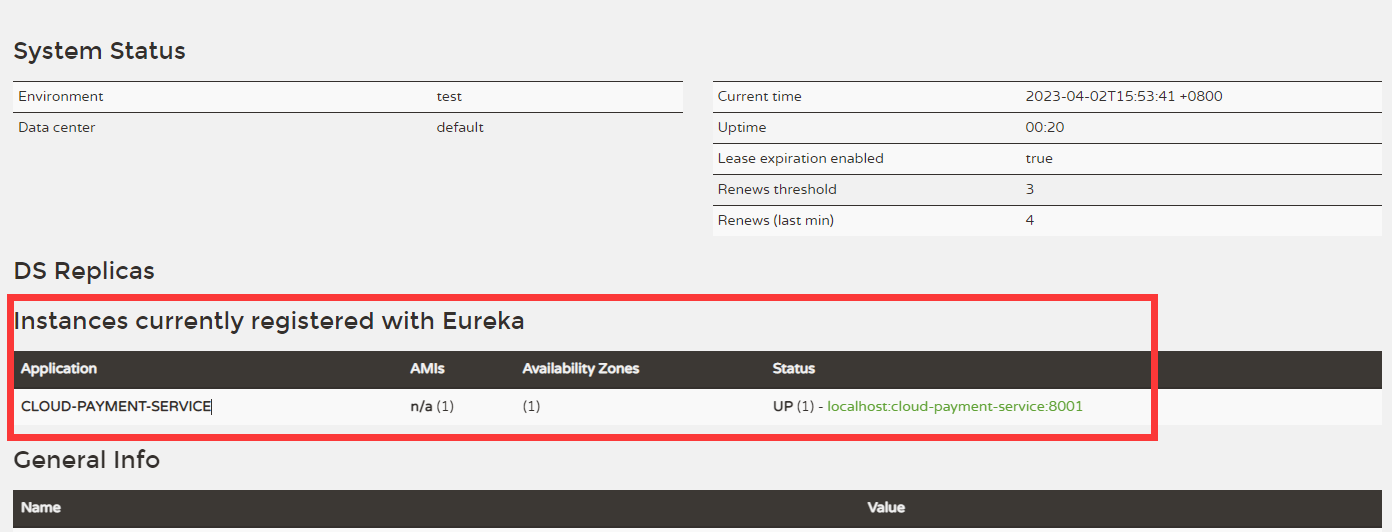 System Status
Environment test
Data center default
Current time 2023-04-02T15:53:41 +0800
Uptime 00:20
Lease expiration enabled true
Renews threshold 3
Renews (last min) 4
DS Replicas
Instances currently registered with Eureka
Application AMIs Availability Zones Status
CLOUD-PAYMENT-SERVICE n/a (1) (1) UP (1) - localhost:cloud-payment-service:8001
General Info
Name Value